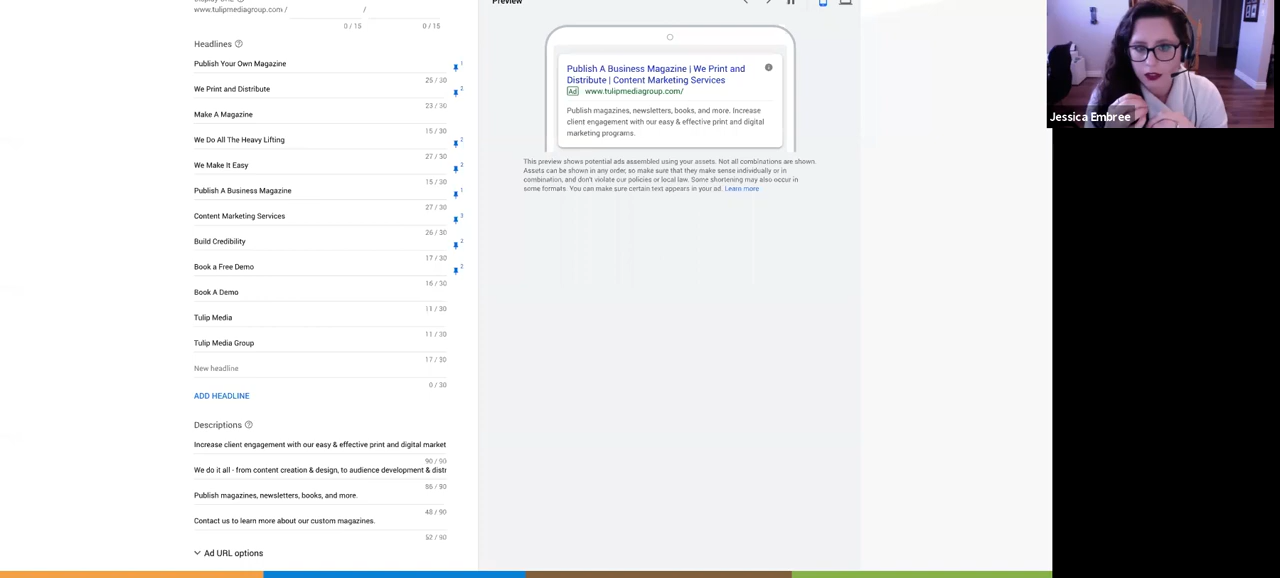 www.tulipmediagroup.com / /
0 / 15 0 / 15
Headlines
Publish Your Own Magazine
1
25 / 30
We Print and Distribute
2
23 / 30
Make A Magazine
15 / 30
We Do All The Heavy Lifting
2
27 / 30
We Make It Easy
2
15 / 30
Publish A Business Magazine
1
27 / 30
Content Marketing Services
3
26 / 30
Build Credibility
2
17 / 30
Book a Free Demo
2
16 / 30
Book A Demo
11 / 30
Tulip Media
11 / 30
Tulip Media Group
17 / 30
New headline
0 / 30
ADD HEADLINE
Descriptions
Increase client engagement with our easy & effective print and digital market
90 / 90
We do it all - from content creation & design, to audience development & distr
86 / 90
Publish magazines, newsletters, books, and more.
48 / 90
Contact us to learn more about our custom magazines.
52 / 90
Ad URL options
Preview
Publish A Business Magazine | We Print and
Distribute | Content Marketing Services
Ad www.tulipmediagroup.com/
Publish magazines, newsletters, books, and more. Increase
client engagement with our easy & effective print and digital
marketing programs.
This preview shows potential ads assembled using your assets. Not all combinations are shown.
Assets can be shown in any order, so make sure that they make sense individually or in
combination, and don't violate our policies or local law. Some shortening may also occur in
some formats. You can make sure certain text appears in your ad. Learn more
Jessica Embree